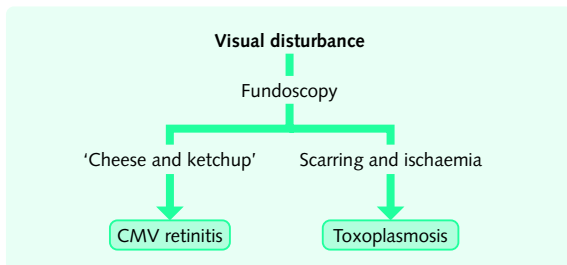 Visual disturbance
Fundoscopy
‘Cheese and ketchup’
Scarring and ischaemia
CMV retinitis
Toxoplasmosis